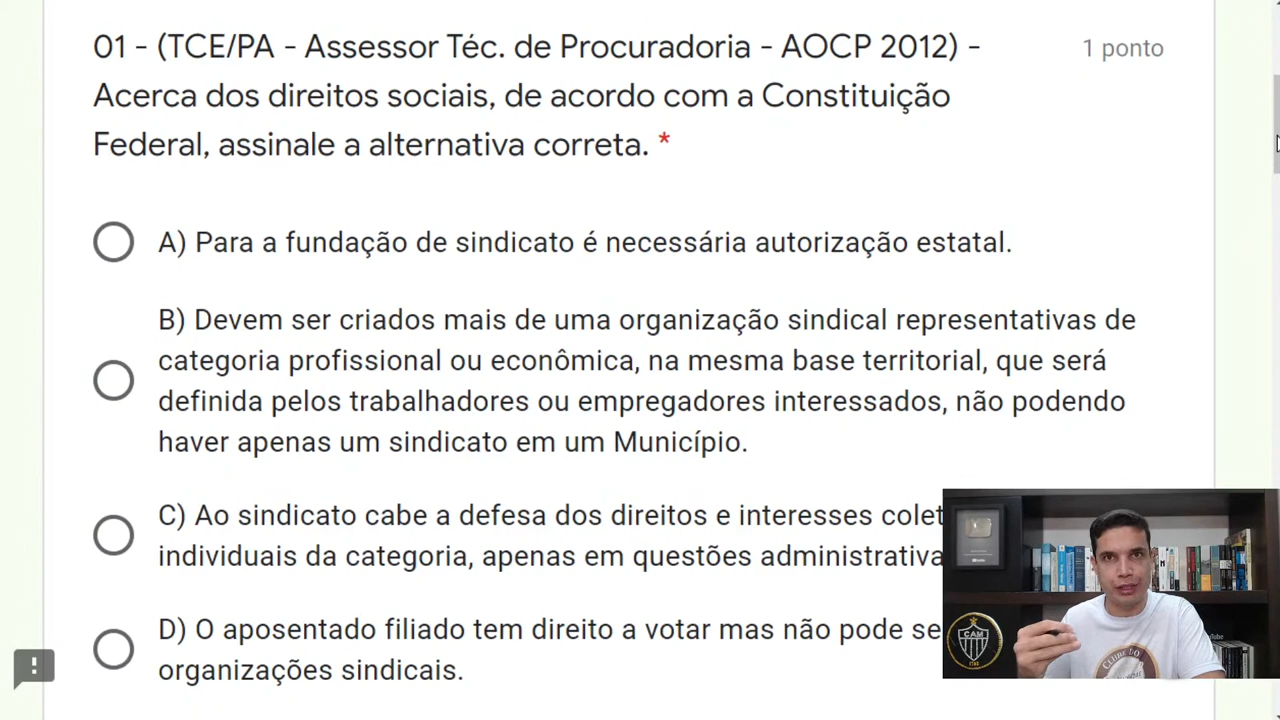 01 - (TCE/PA - Assessor Téc. de Procuradoria - AOCP 2012) -
1 ponto
Acerca dos direitos sociais, de acordo com a Constituição
Federal, assinale a alternativa correta. *
A) Para a fundação de sindicato é necessária autorização estatal.
B) Devem ser criados mais de uma organização sindical representativas de
categoria profissional ou econômica, na mesma base territorial, que será
definida pelos trabalhadores ou empregadores interessados, não podendo
haver apenas um sindicato em um Município.
C) Ao sindicato cabe a defesa dos direitos e interesses colet
individuais da categoria, apenas em questões administrativa
D) O aposentado filiado tem direito a votar mas não pode se
organizações sindicais.
CAM